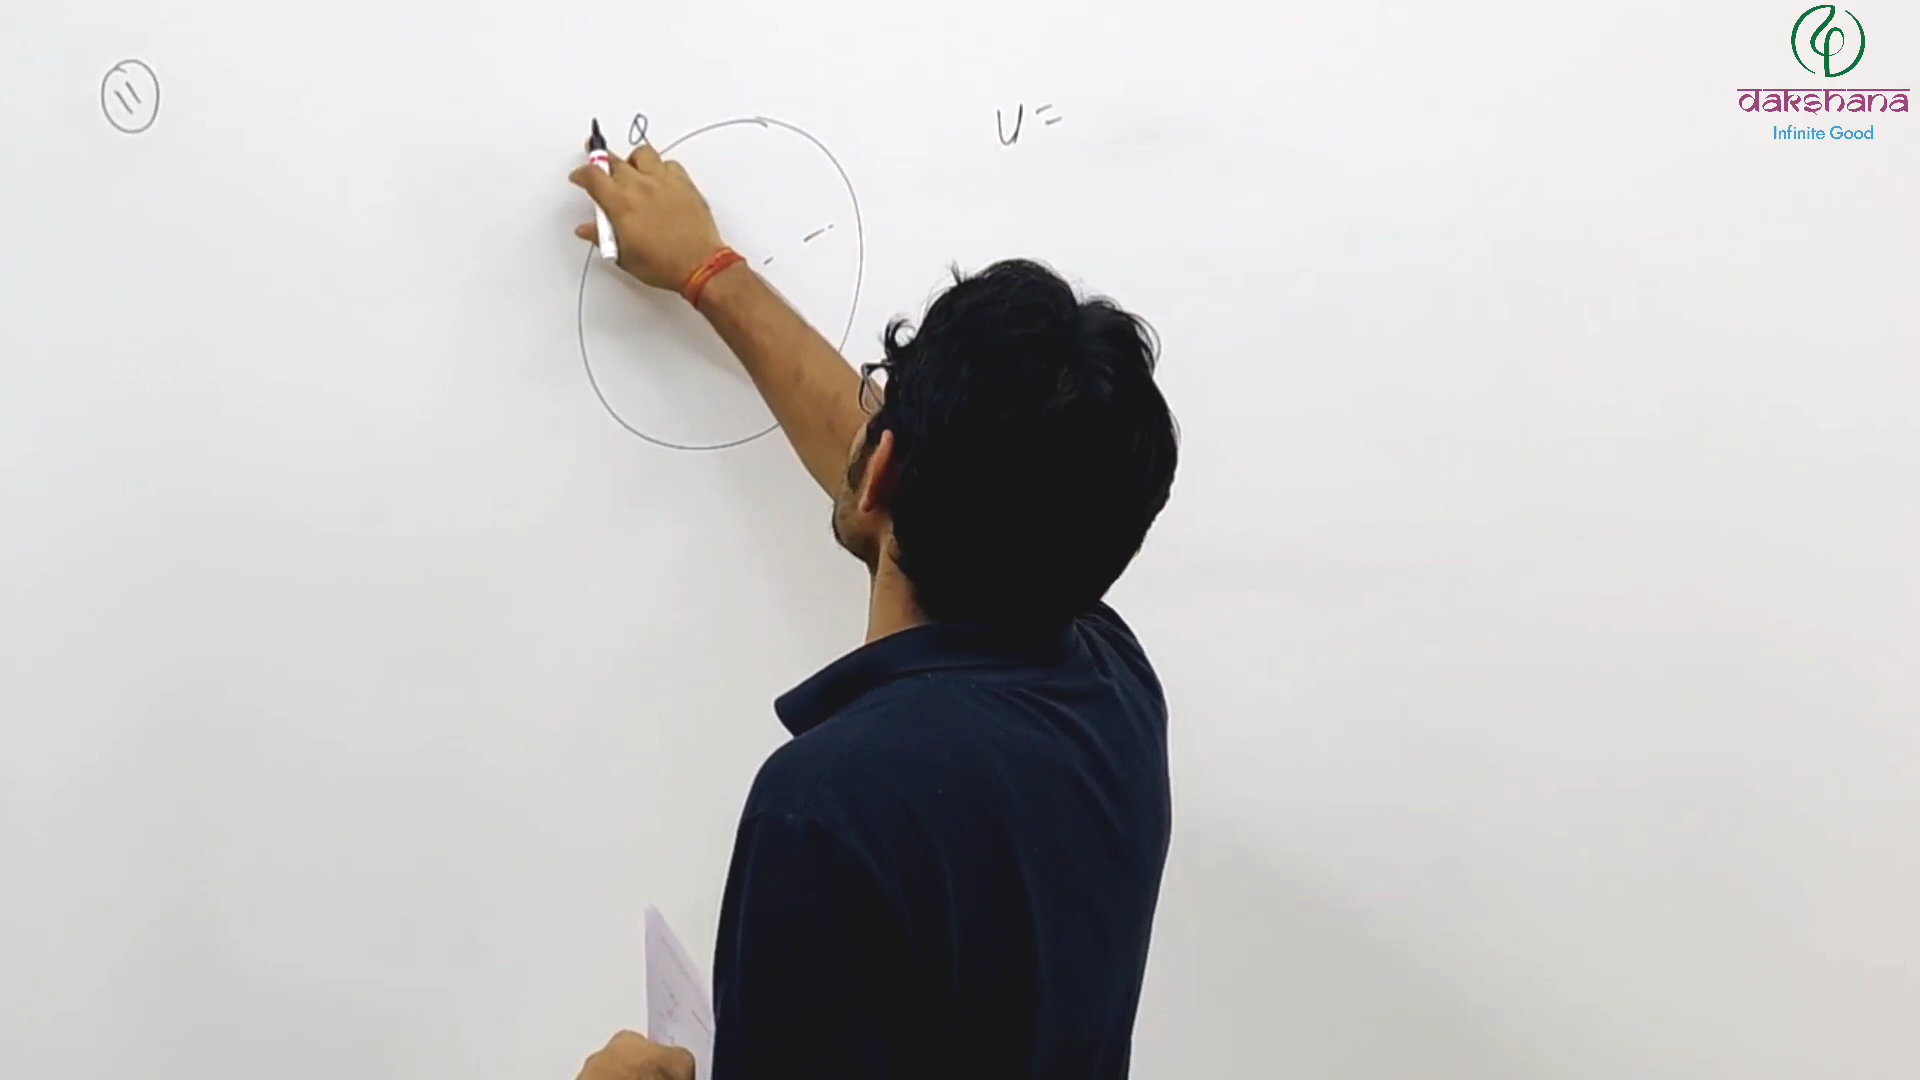 11
Q
U =
dakshana
Infinite Good